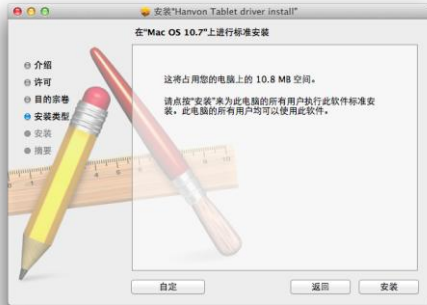 安装"Hanvon Tablet driver install"
在"Mac OS 10.7"上进行标准安装
介绍
许可
目的宗卷
安装类型
安装
摘要
这将占用您的电脑上的 10.8 MB 空间。
请点按"安装"来为此电脑的所有用户执行此软件标准安
装。此电脑的所有用户均可以使用此软件。
自定
返回
安装